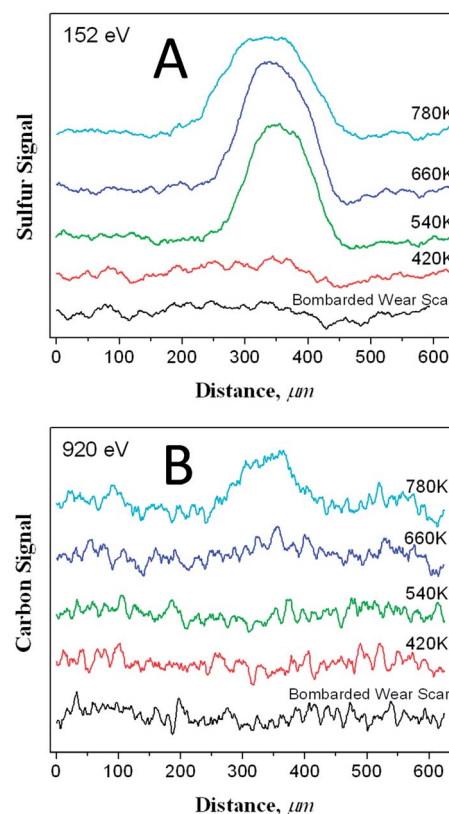 152 eV
A
780K
660K
540K
420K
Bombarded Wear Scar
Sulfur Signal
0
0 100 200 300 400 500 600
Distance, μm
920 eV
B
780K
660K
540K
420K
Bombarded Wear Scar
Carbon Signal
0
0 100 200 300 400 500 600
Distance, μm